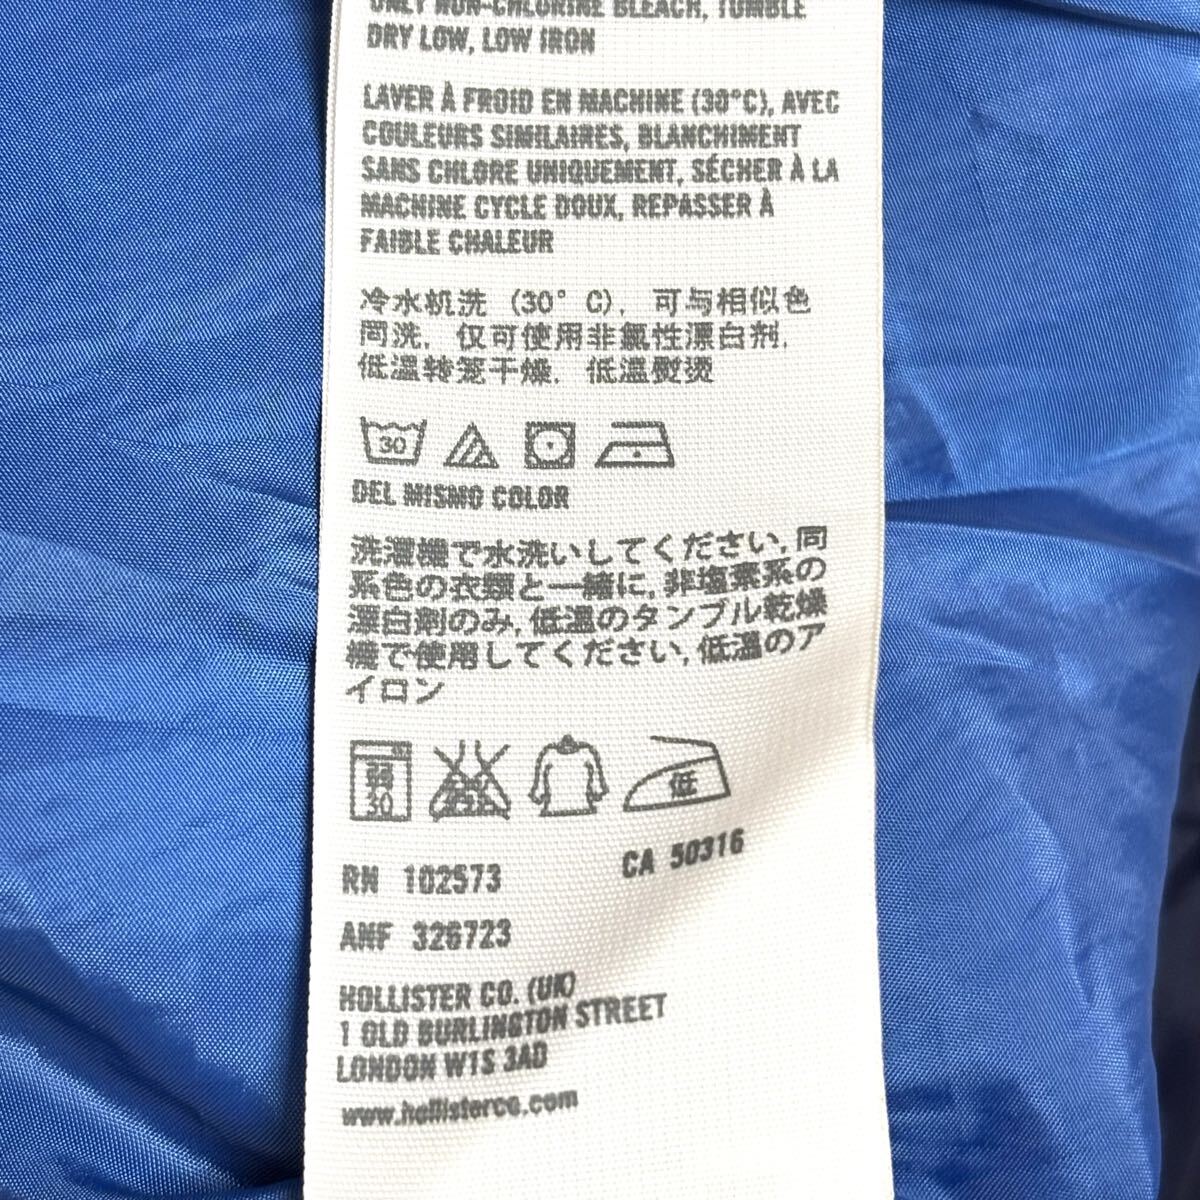 ONLY NON-CHLORINE BLEACH, TUMBLE
DRY LOW, LOW IRON
LAVER À FROID EN MACHINE (30°C), AVEC
COULEURS SIMILAIRES, BLANCHIMENT
SANS CHLORE UNIQUEMENT, SÉCHER À LA
MACHINE CYCLE DOUX, REPASSER À
FAIBLE CHALEUR
冷水机洗 (30° C), 可与相似色
同洗, 仅可使用非氯性漂白剂,
低温转笼干燥, 低温熨烫
30
DEL MISMO COLOR
洗濯機で水洗いしてください,同
系色の衣類と一緒に,非塩素系の
漂白剤のみ,低温のタンブル乾燥
機で使用してください,低温のア
イロン
30
低
RN 102573
CA 50316
ANF 326723
HOLLISTER CO. (UK)
1 OLD BURLINGTON STREET
LONDON W1S 3AD
www.hollisterco.com